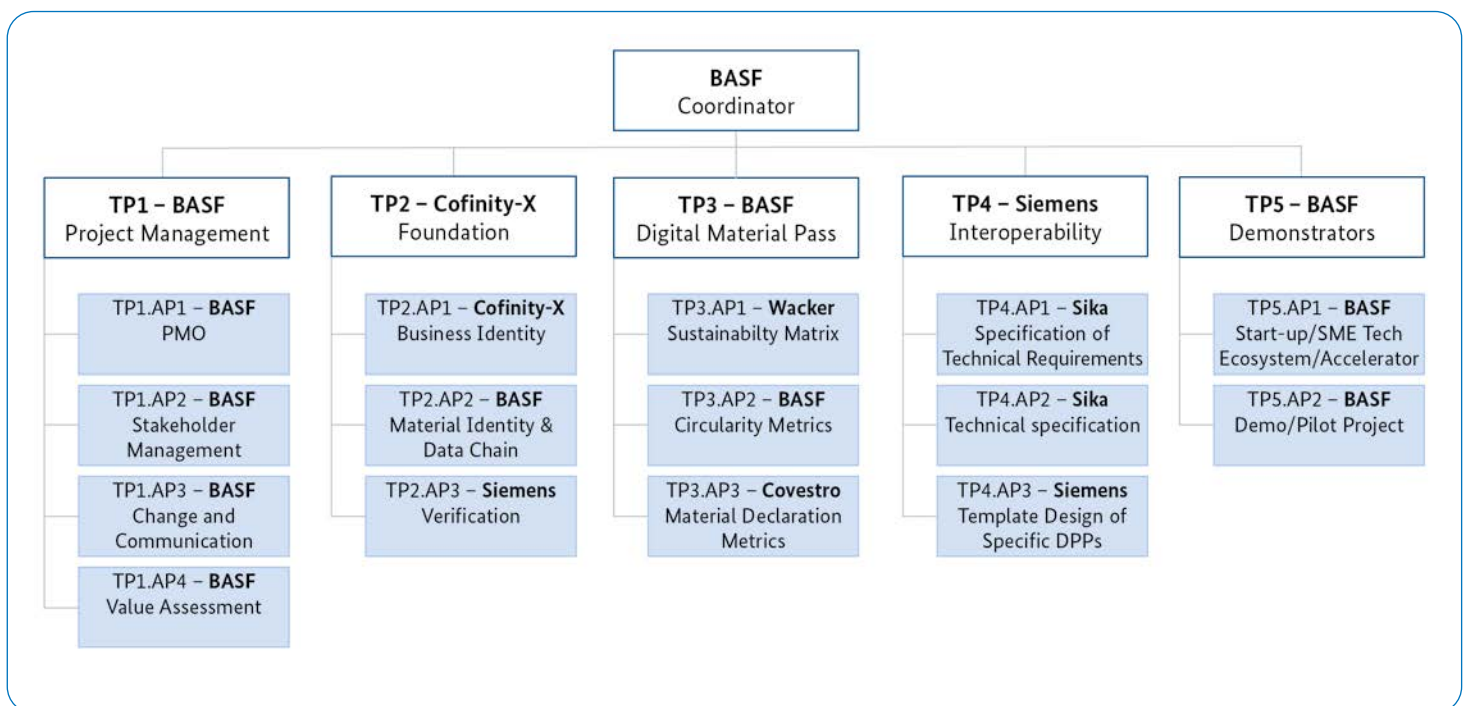 BASF
Coordinator
TP1 – BASF
Project Management
TP1.AP1 – BASF
PMO
TP1.AP2 – BASF
Stakeholder
Management
TP1.AP3 – BASF
Change and
Communication
TP1.AP4 – BASF
Value Assessment
TP2 – Cofinity-X
Foundation
TP2.AP1 – Cofinity-X
Business Identity
TP2.AP2 – BASF
Material Identity &
Data Chain
TP2.AP3 – Siemens
Verification
TP3 – BASF
Digital Material Pass
TP3.AP1 – Wacker
Sustainabilty Matrix
TP3.AP2 – BASF
Circularity Metrics
TP3.AP3 – Covestro
Material Declaration
Metrics
TP4 – Siemens
Interoperability
TP4.AP1 – Sika
Specification of
Technical Requirements
TP4.AP2 – Sika
Technical specification
TP4.AP3 – Siemens
Template Design of
Specific DPPs
TP5 – BASF
Demonstrators
TP5.AP1 – BASF
Start-up/SME Tech
Ecosystem/Accelerator
TP5.AP2 – BASF
Demo/Pilot Project